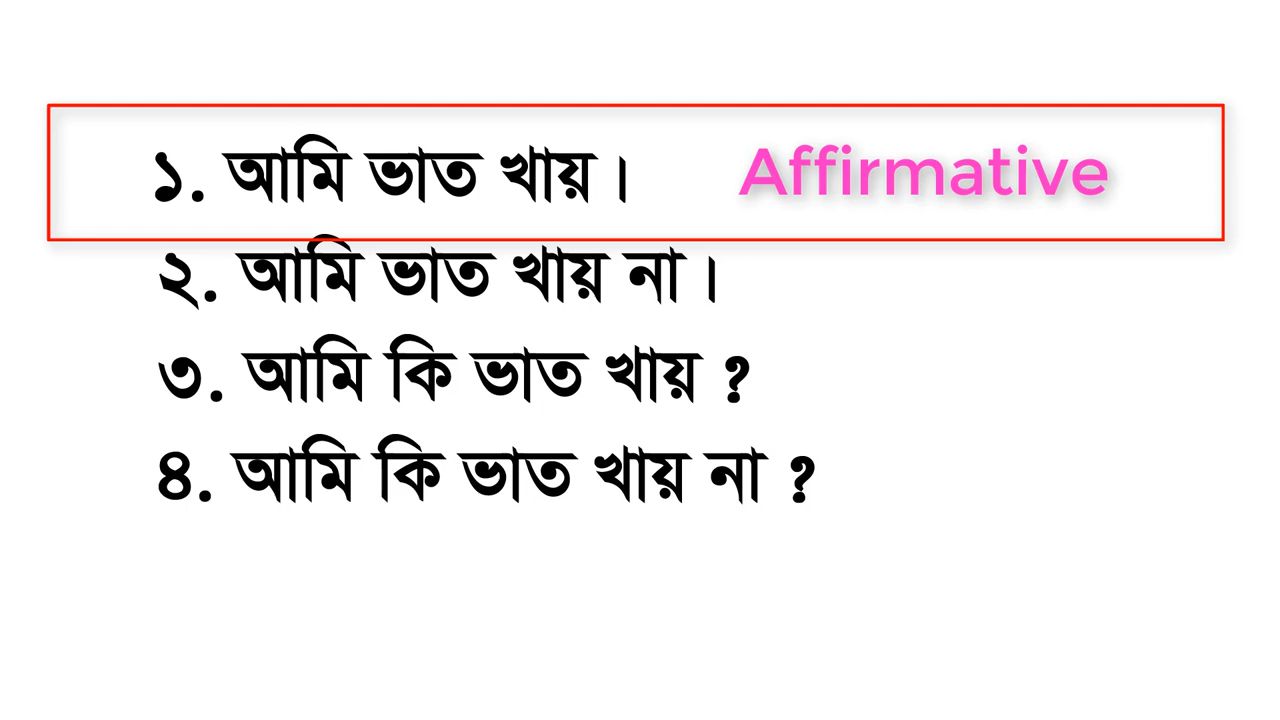 ১. আমি ভাত খায়। Affirmative
২. আমি ভাত খায় না।
৩. আমি কি ভাত খায় ?
৪. আমি কি ভাত খায় না ?